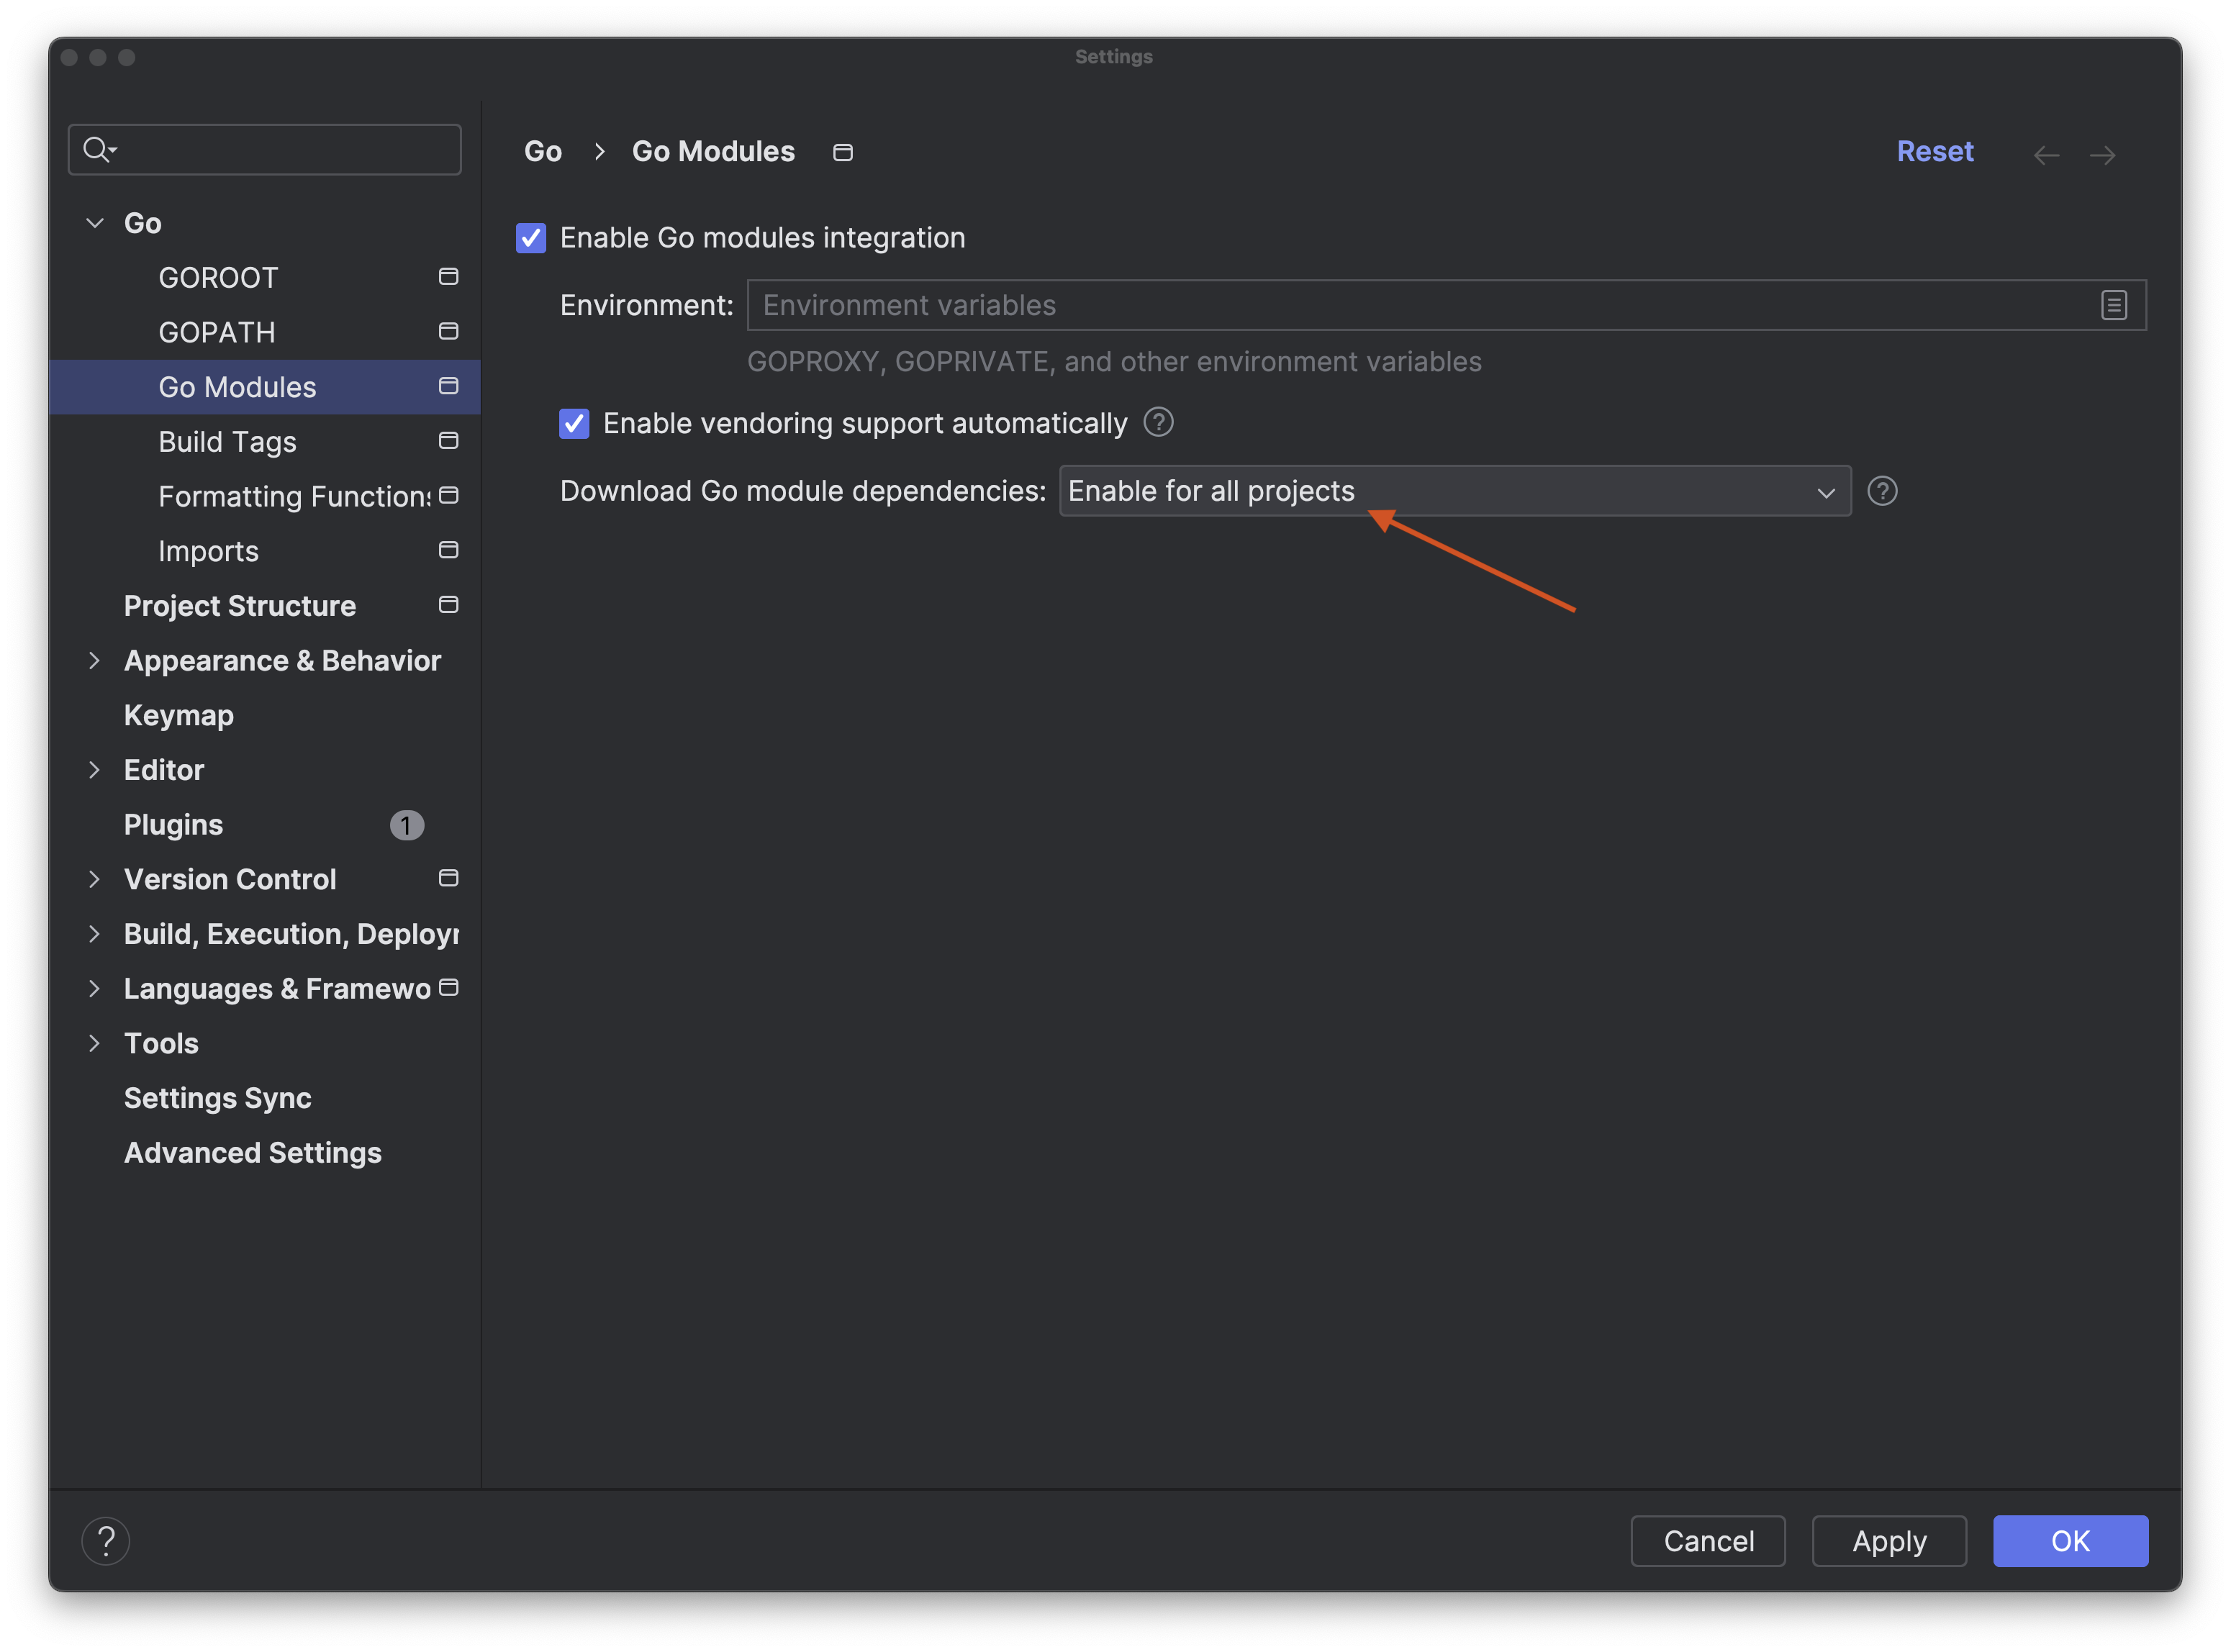 Settings
Go
GOROOT
GOPATH
Go Modules
Build Tags
Formatting Functions
Imports
Project Structure
Appearance & Behavior
Keymap
Editor
Plugins 1
Version Control
Build, Execution, Deployr
Languages & Framewo
Tools
Settings Sync
Advanced Settings
Go > Go Modules
Reset
Enable Go modules integration
Environment: Environment variables
GOPROXY, GOPRIVATE, and other environment variables
Enable vendoring support automatically ?
Download Go module dependencies: Enable for all projects ?
? Cancel Apply OK